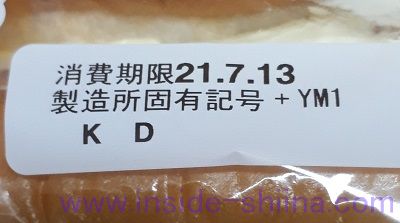 消費期限21.7.13
製造所固有記号 + YM1
K D
www.inside-shiina.com